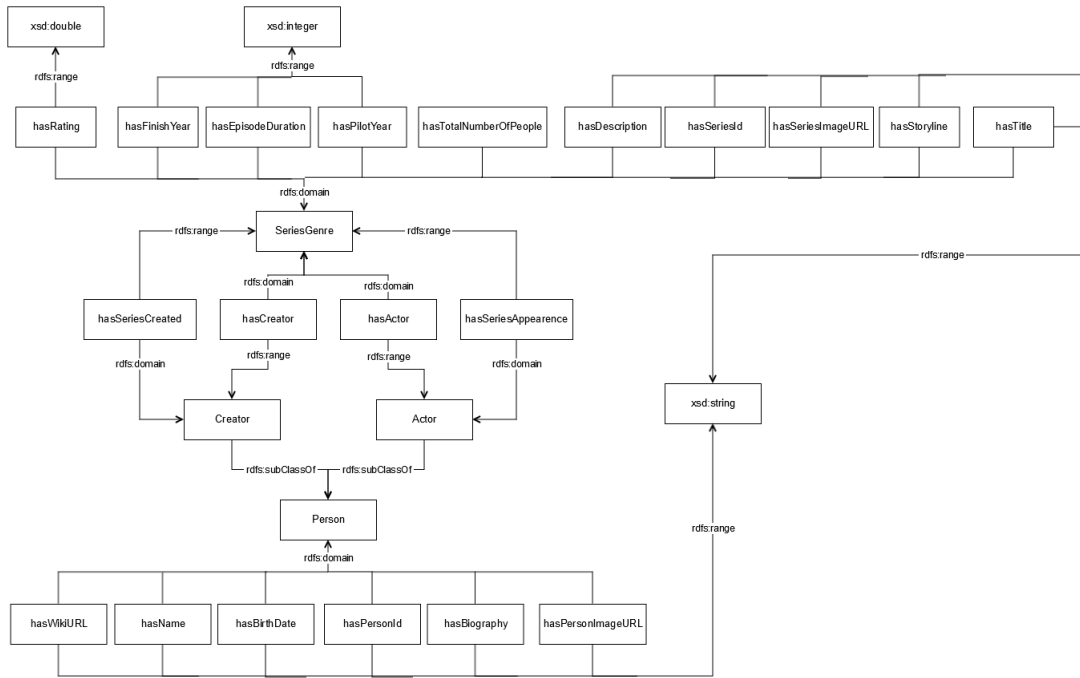 xsd:double
xsd:integer
rdfs:range
rdfs:range
hasRating
hasFinishYear
hasEpisodeDuration
hasPilotYear
hasTotalNumberOfPeople
hasDescription
hasSeriesId
hasSeriesImageURL
hasStoryline
hasTitle
rdfs:domain
SeriesGenre
rdfs:range
rdfs:range
rdfs:range
rdfs:domain
rdfs:domain
hasSeriesCreated
hasCreator
hasActor
hasSeriesAppearence
rdfs:domain
rdfs:range
rdfs:range
rdfs:domain
xsd:string
Creator
Actor
rdfs:subClassOf
rdfs:subClassOf
Person
rdfs:range
rdfs:domain
hasWikiURL
hasName
hasBirthDate
hasPersonId
hasBiography
hasPersonImageURL